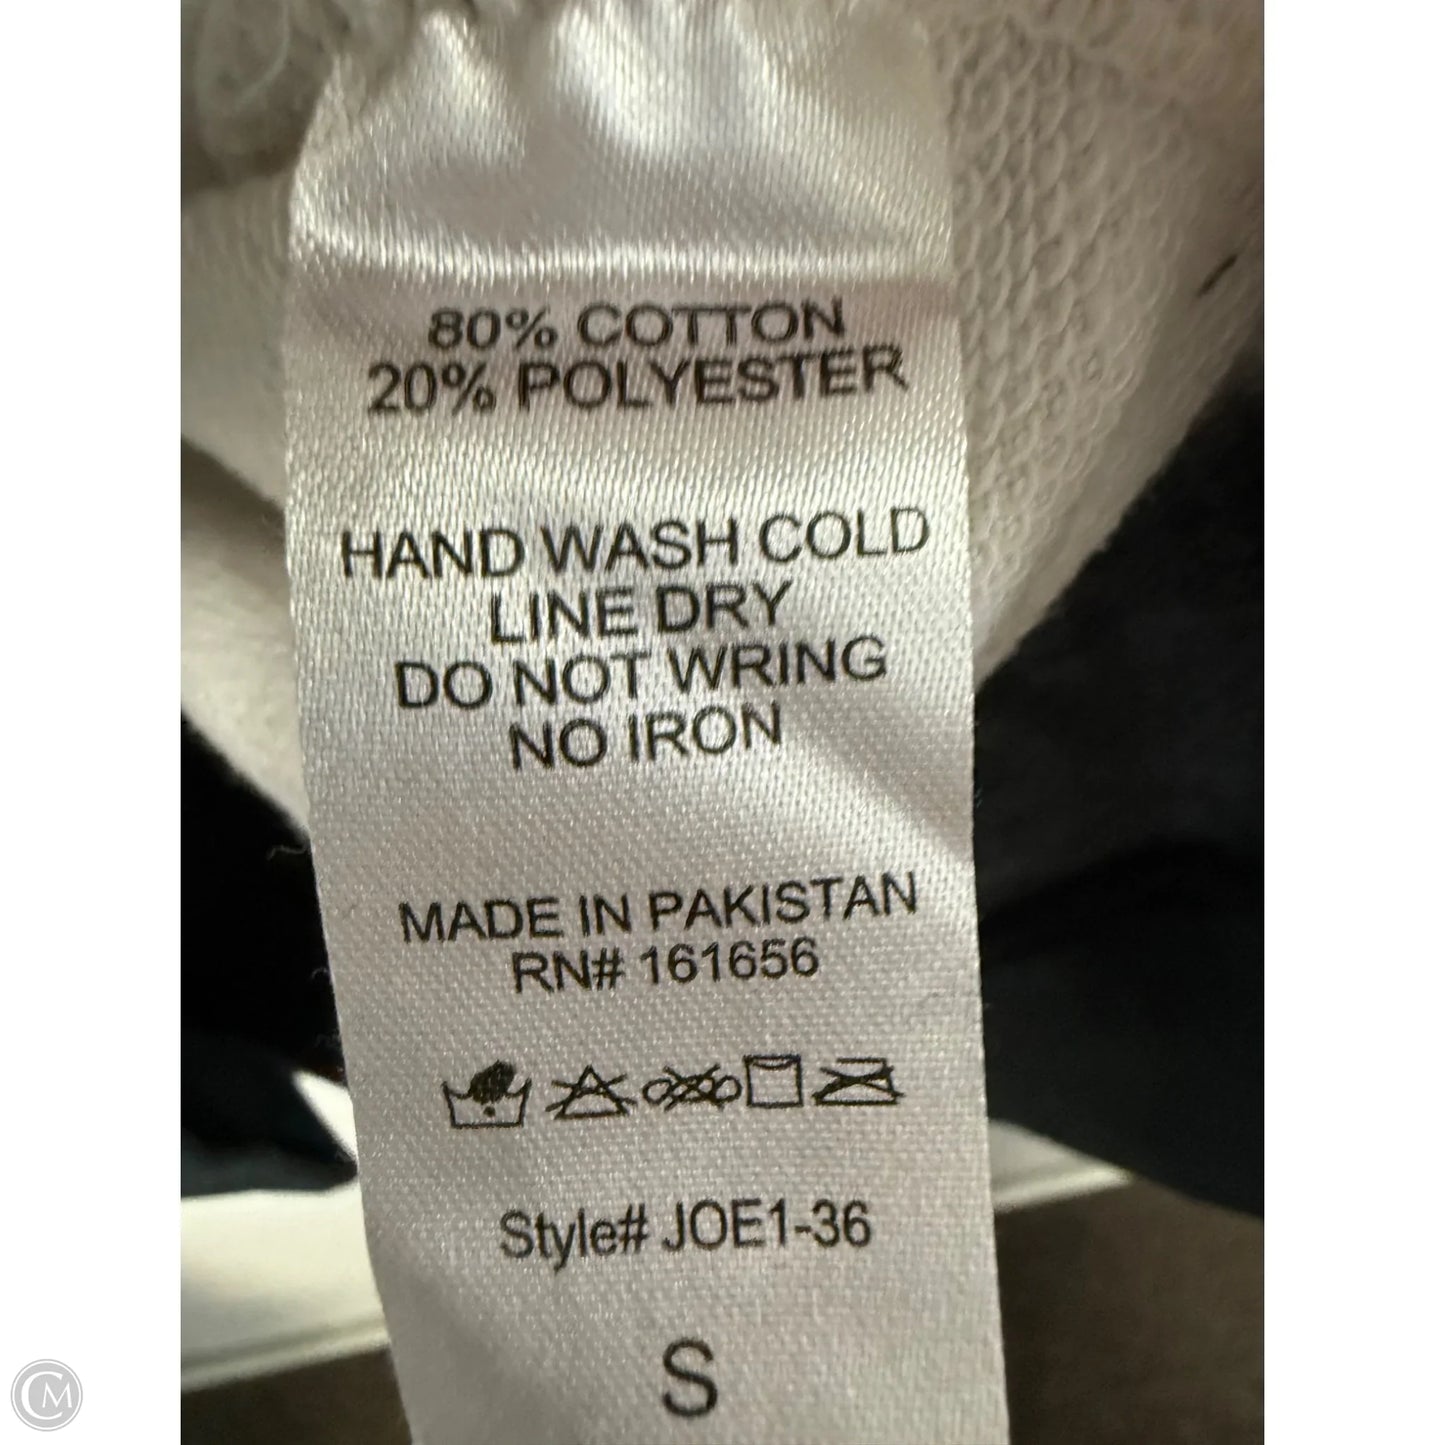 80% COTTON
20% POLYESTER
HAND WASH COLD
LINE DRY
DO NOT WRING
NO IRON
MADE IN PAKISTAN
RN# 161656
Style# JOE1-36
S
CM